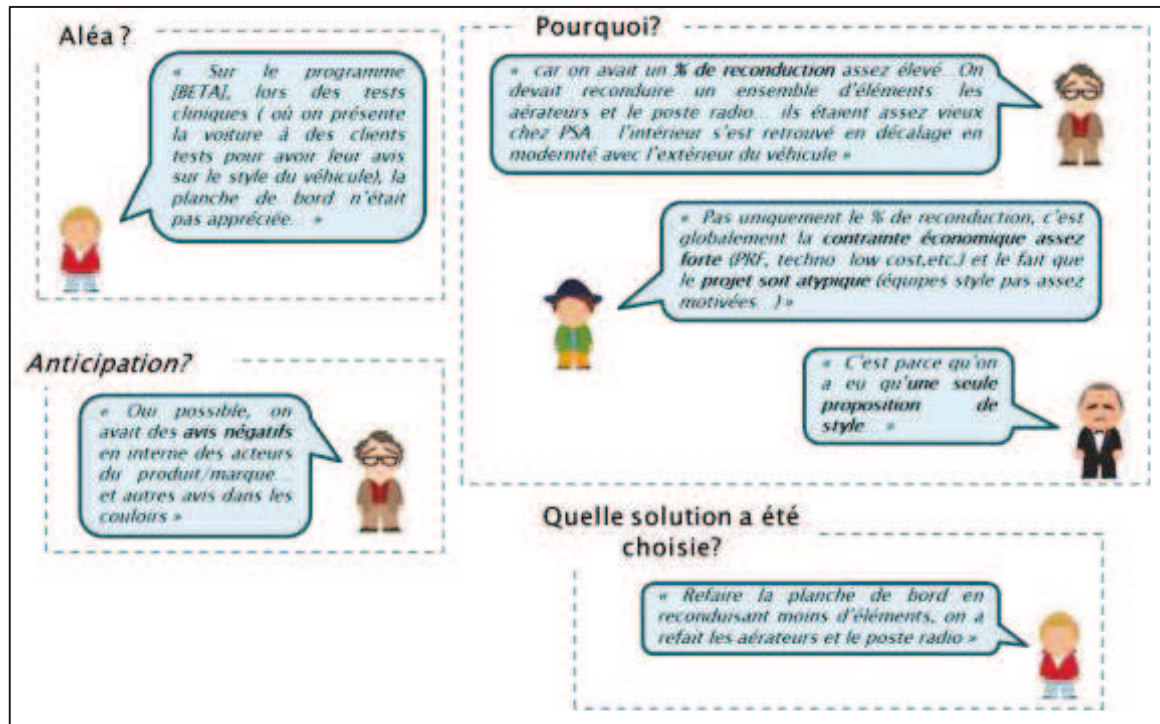 Aléa ?
« Sur le programme
[BETA], lors des tests
cliniques ( où on présente
la voiture à des clients
tests pour avoir leur avis
sur le style du véhicule), la
planche de bord n'était
pas appréciée... »
Pourquoi?
« car on avait un % de reconduction assez élevé...On
devait reconduire un ensemble d'éléments les
aérateurs et le poste radio... ils étaient assez vieux
chez PSA... l'intérieur s'est retrouvé en décalage en
modernité avec l'extérieur du véhicule »
« Pas uniquement le % de reconduction, c'est
globalement la contrainte économique assez
forte (PRF, techno low cost,etc.) et le fait que
le projet soit atypique (équipes style pas assez
motivées...) »
« C'est parce qu'on
a eu qu'une seule
proposition de
style... »
Anticipation?
« Oui possible, on
avait des avis négatifs
en interne des acteurs
du produit/marque...
et autres avis dans les
couloirs »
Quelle solution a été
choisie?
« Refaire la planche de bord en
reconduisant moins d'éléments, on a
refait les aérateurs et le poste radio »